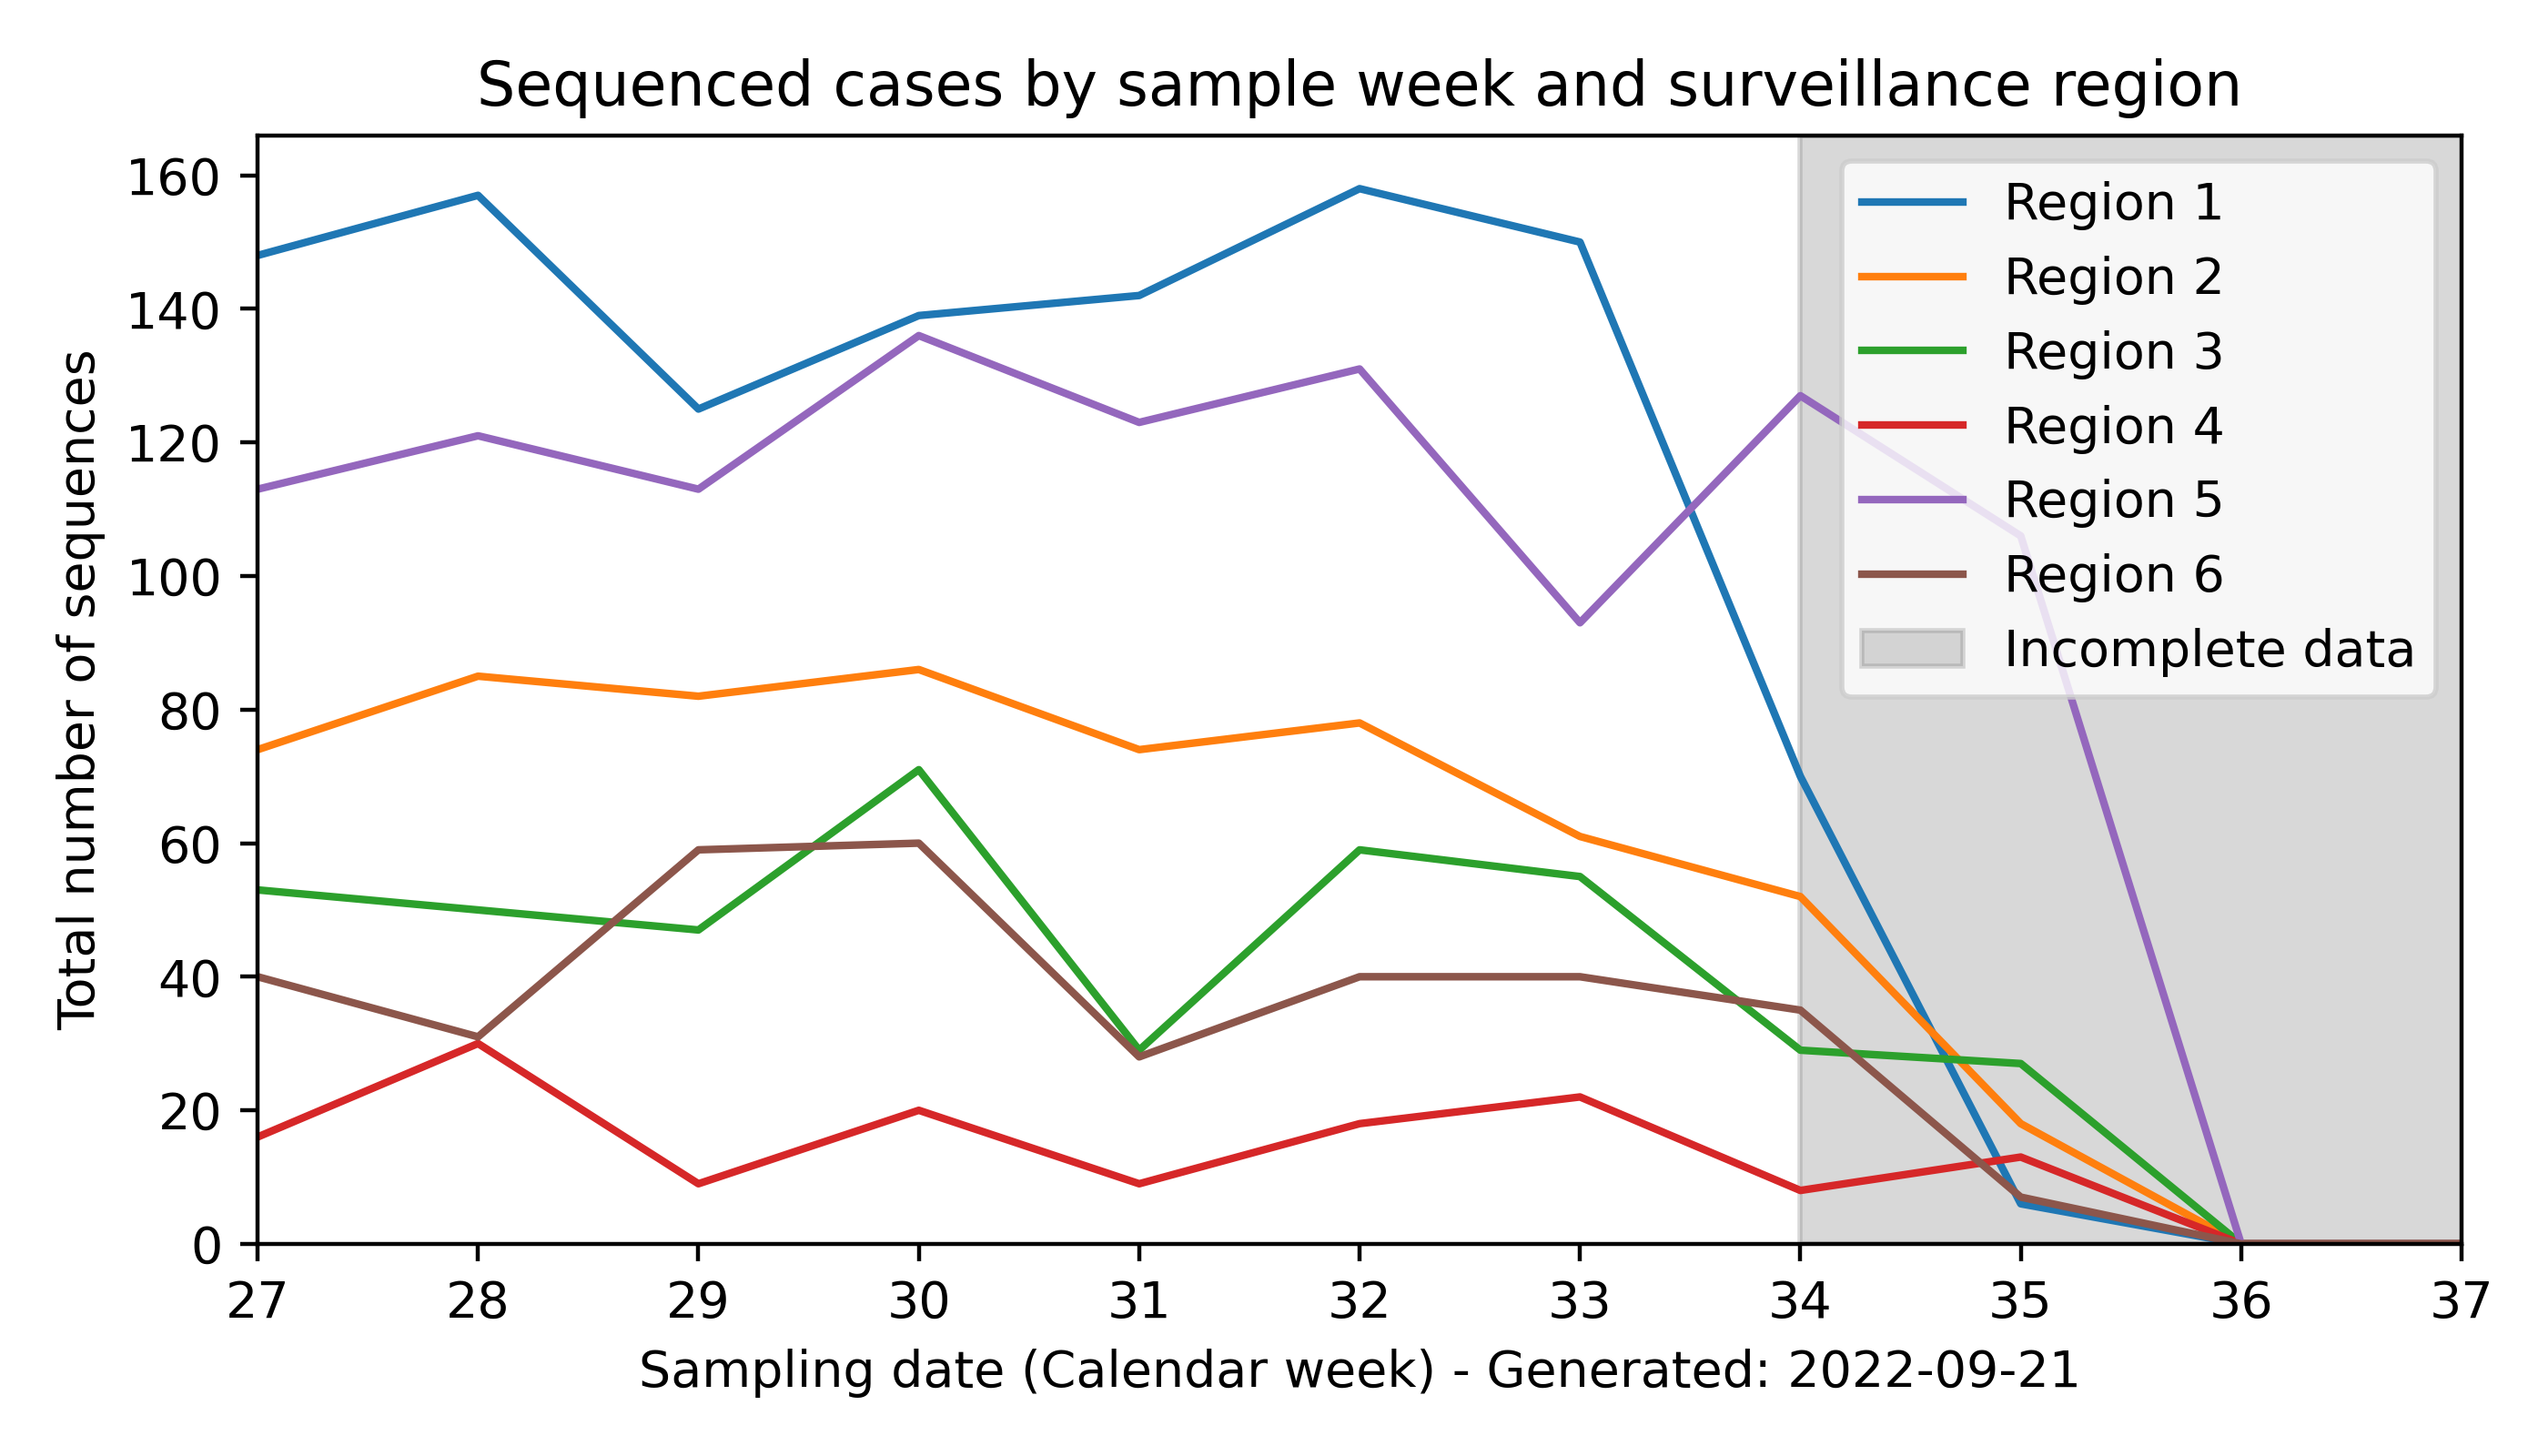 Sequenced cases by sample week and surveillance region
Total number of sequences
160
140
120
100
80
60
40
20
0
27 28 29 30 31 32 33 34 35 36 37
Sampling date (Calendar week) - Generated: 2022-09-21
Region 1
Region 2
Region 3
Region 4
Region 5
Region 6
Incomplete data